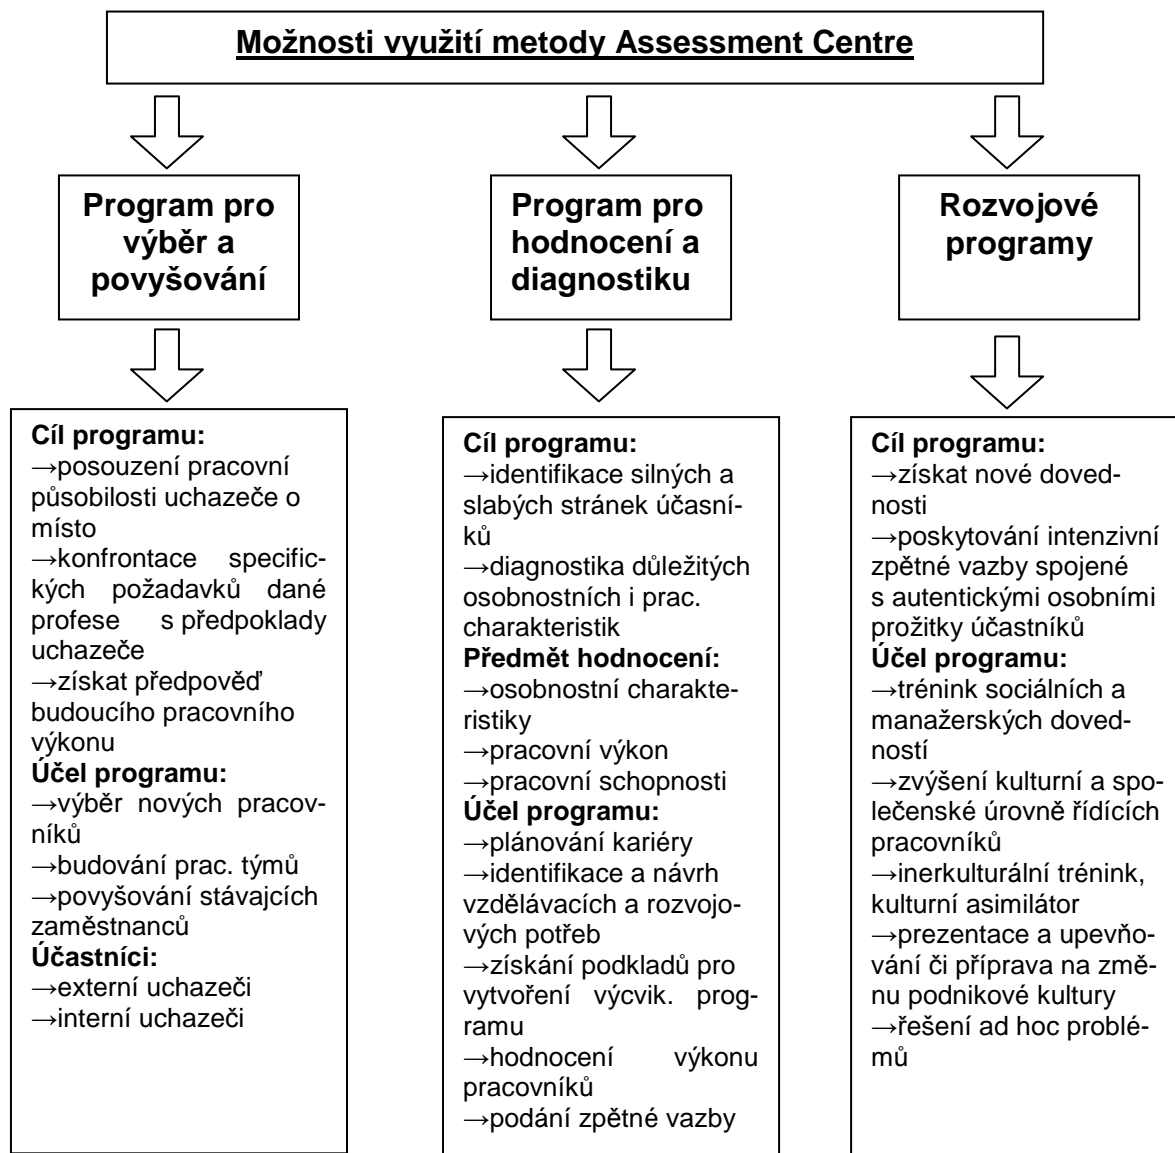 Možnosti využití metody Assessment Centre
Program pro
výběr a
povyšování
Program pro
hodnocení a
diagnostiku
Rozvojové
programy
Cíl programu:
→posouzení pracovní
působilosti uchazeče o
místo
→konfrontace specific-
kých požadavků dané
profese s předpoklady
uchazeče
→získat předpověď
budoucího pracovního
výkonu
Účel programu:
→výběr nových pracov-
níků
→budování prac. týmů
→povyšování stávajcích
zaměstnanců
Účastníci:
→externí uchazeči
→interní uchazeči
Cíl programu:
→identifikace silných a
slabých stránek účasní-
ků
→diagnostika důležitých
osobnostních i prac.
charakteristik
Předmět hodnocení:
→osobnostní charakte-
ristiky
→pracovní výkon
→pracovní schopnosti
Účel programu:
→plánování kariéry
→identifikace a návrh
vzdělávacích a rozvojo-
vých potřeb
→získání podkladů pro
vytvoření výcvik. prog-
ramu
→hodnocení výkonu
pracovníků
→podání zpětné vazby
Cíl programu:
→získat nové doved-
nosti
→poskytování intenzivní
zpětné vazby spojené
s autentickými osobními
prožitky účastníků
Účel programu:
→trénink sociálních a
manažerských doved-
ností
→zvýšení kulturní a spo-
lečenské úrovně řídících
pracovníků
→inerkulturální trénink,
kulturní asimilátor
→prezentace a upevňo-
vání či příprava na změ-
nu podnikové kultury
→řešení ad hoc problé-
mů